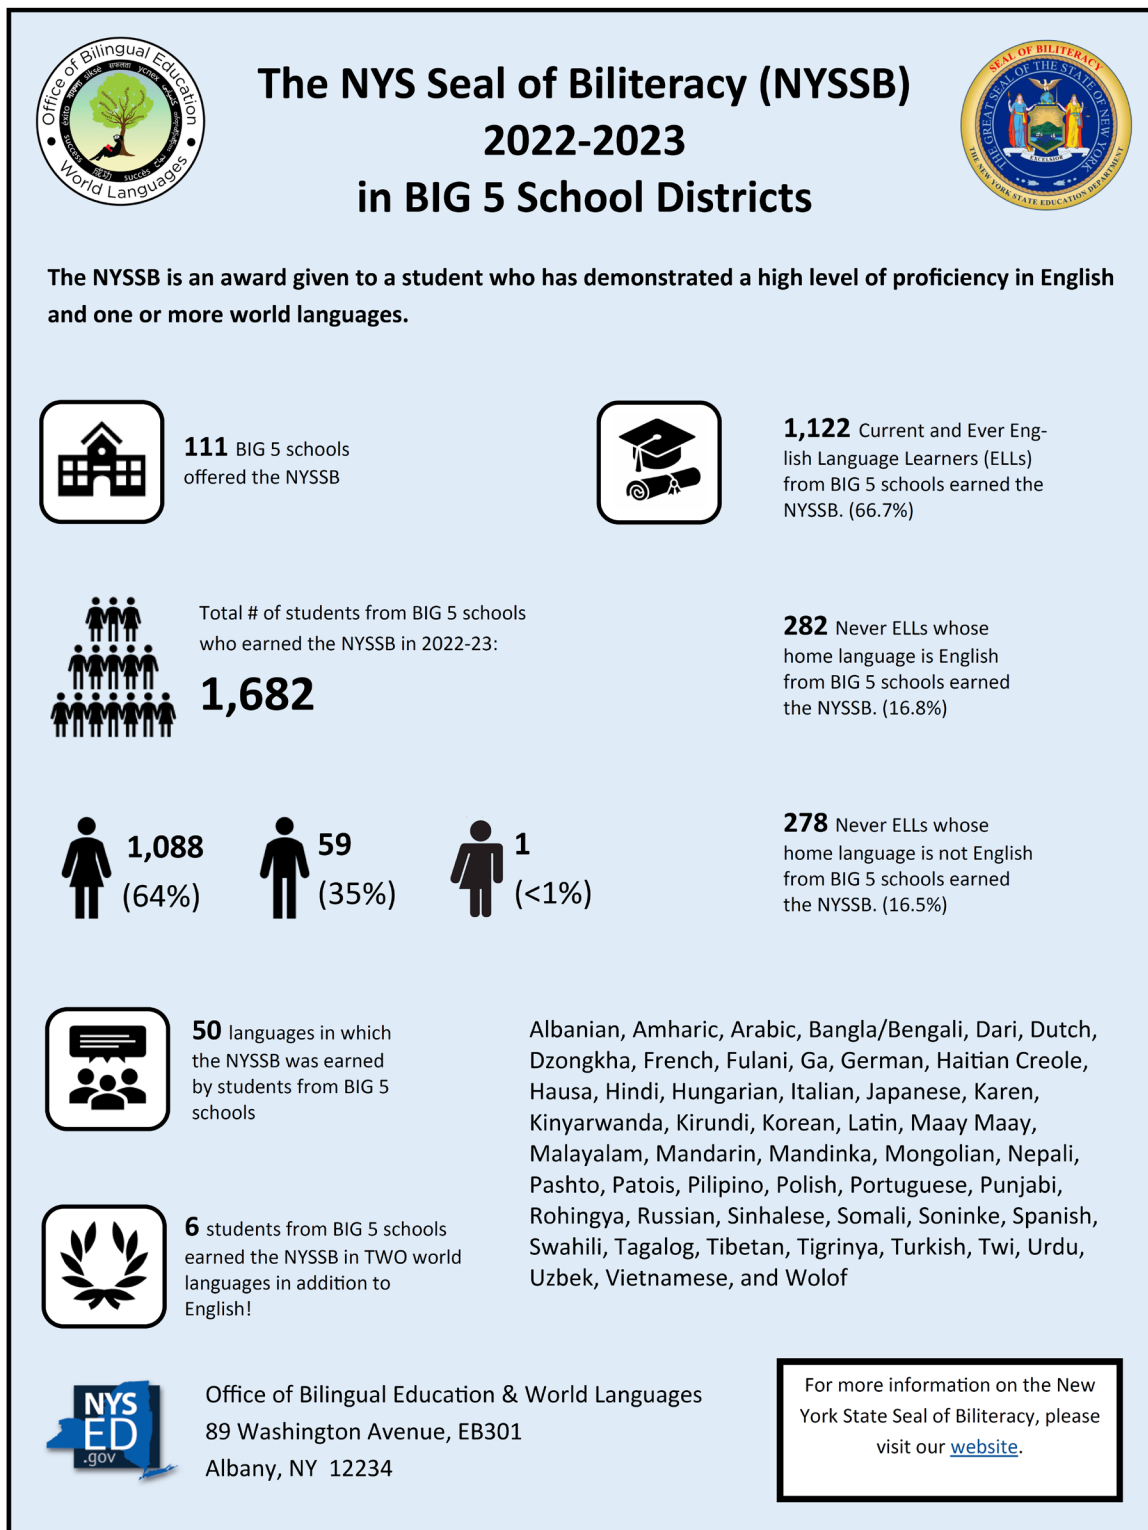 Office of Bilingual Education
World Languages
éxito
sikse
सफलता
success
成功
succès
The NYS Seal of Biliteracy (NYSSB)
2022-2023
in BIG 5 School Districts
SEAL OF BILITERACY
THE GREAT SEAL OF THE STATE OF NEW YORK
EXCELSIOR
THE NEW YORK STATE EDUCATION DEPARTMENT
The NYSSB is an award given to a student who has demonstrated a high level of proficiency in English
and one or more world languages.
111 BIG 5 schools
offered the NYSSB
1,122 Current and Ever Eng-
lish Language Learners (ELLs)
from BIG 5 schools earned the
NYSSB. (66.7%)
Total # of students from BIG 5 schools
who earned the NYSSB in 2022-23:
1,682
282 Never ELLs whose
home language is English
from BIG 5 schools earned
the NYSSB. (16.8%)
1,088
(64%)
59
(35%)
1
(<1%)
278 Never ELLs whose
home language is not English
from BIG 5 schools earned
the NYSSB. (16.5%)
50 languages in which
the NYSSB was earned
by students from BIG 5
schools
Albanian, Amharic, Arabic, Bangla/Bengali, Dari, Dutch,
Dzongkha, French, Fulani, Ga, German, Haitian Creole,
Hausa, Hindi, Hungarian, Italian, Japanese, Karen,
Kinyarwanda, Kirundi, Korean, Latin, Maay Maay,
Malayalam, Mandarin, Mandinka, Mongolian, Nepali,
Pashto, Patois, Pilipino, Polish, Portuguese, Punjabi,
Rohingya, Russian, Sinhalese, Somali, Soninke, Spanish,
Swahili, Tagalog, Tibetan, Tigrinya, Turkish, Twi, Urdu,
Uzbek, Vietnamese, and Wolof
6 students from BIG 5 schools
earned the NYSSB in TWO world
languages in addition to
English!
NYS
ED
.gov
Office of Bilingual Education & World Languages
89 Washington Avenue, EB301
Albany, NY 12234
For more information on the New
York State Seal of Biliteracy, please
visit our website.